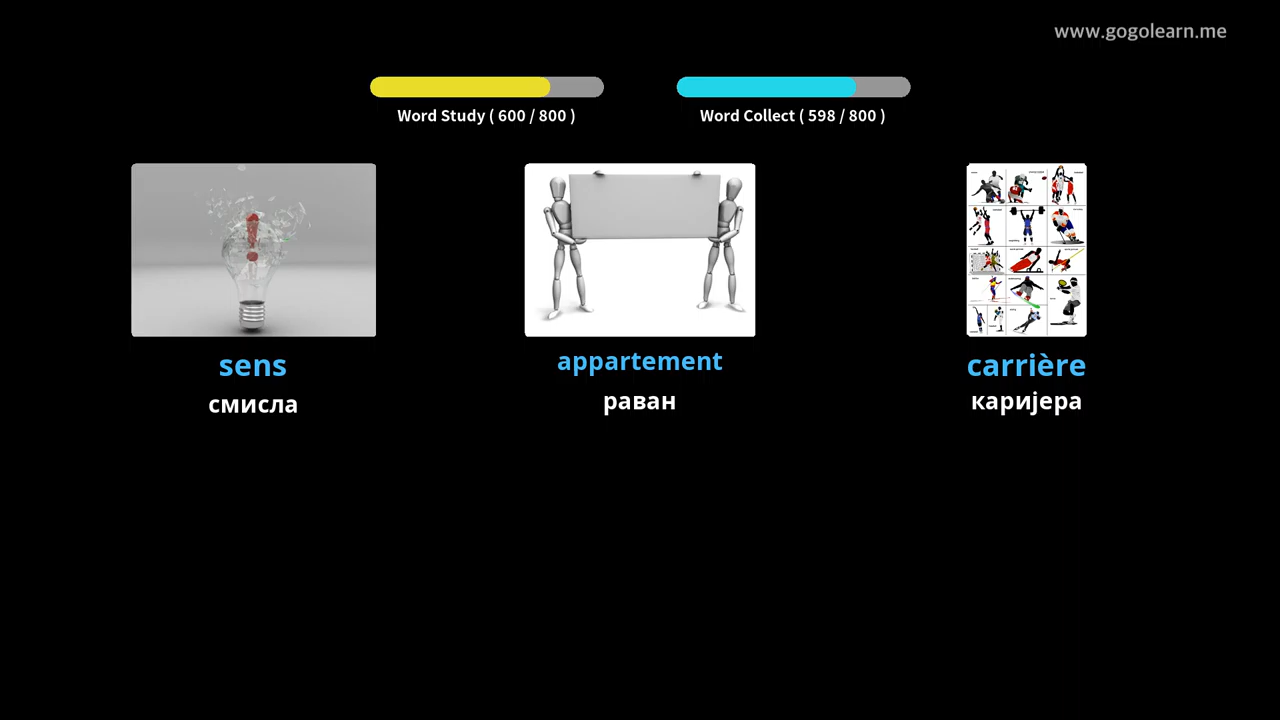 www.gogolearn.me
Word Study ( 600 / 800 )
Word Collect ( 598 / 800 )
sens
appartement
carrière
смисла
раван
каријера